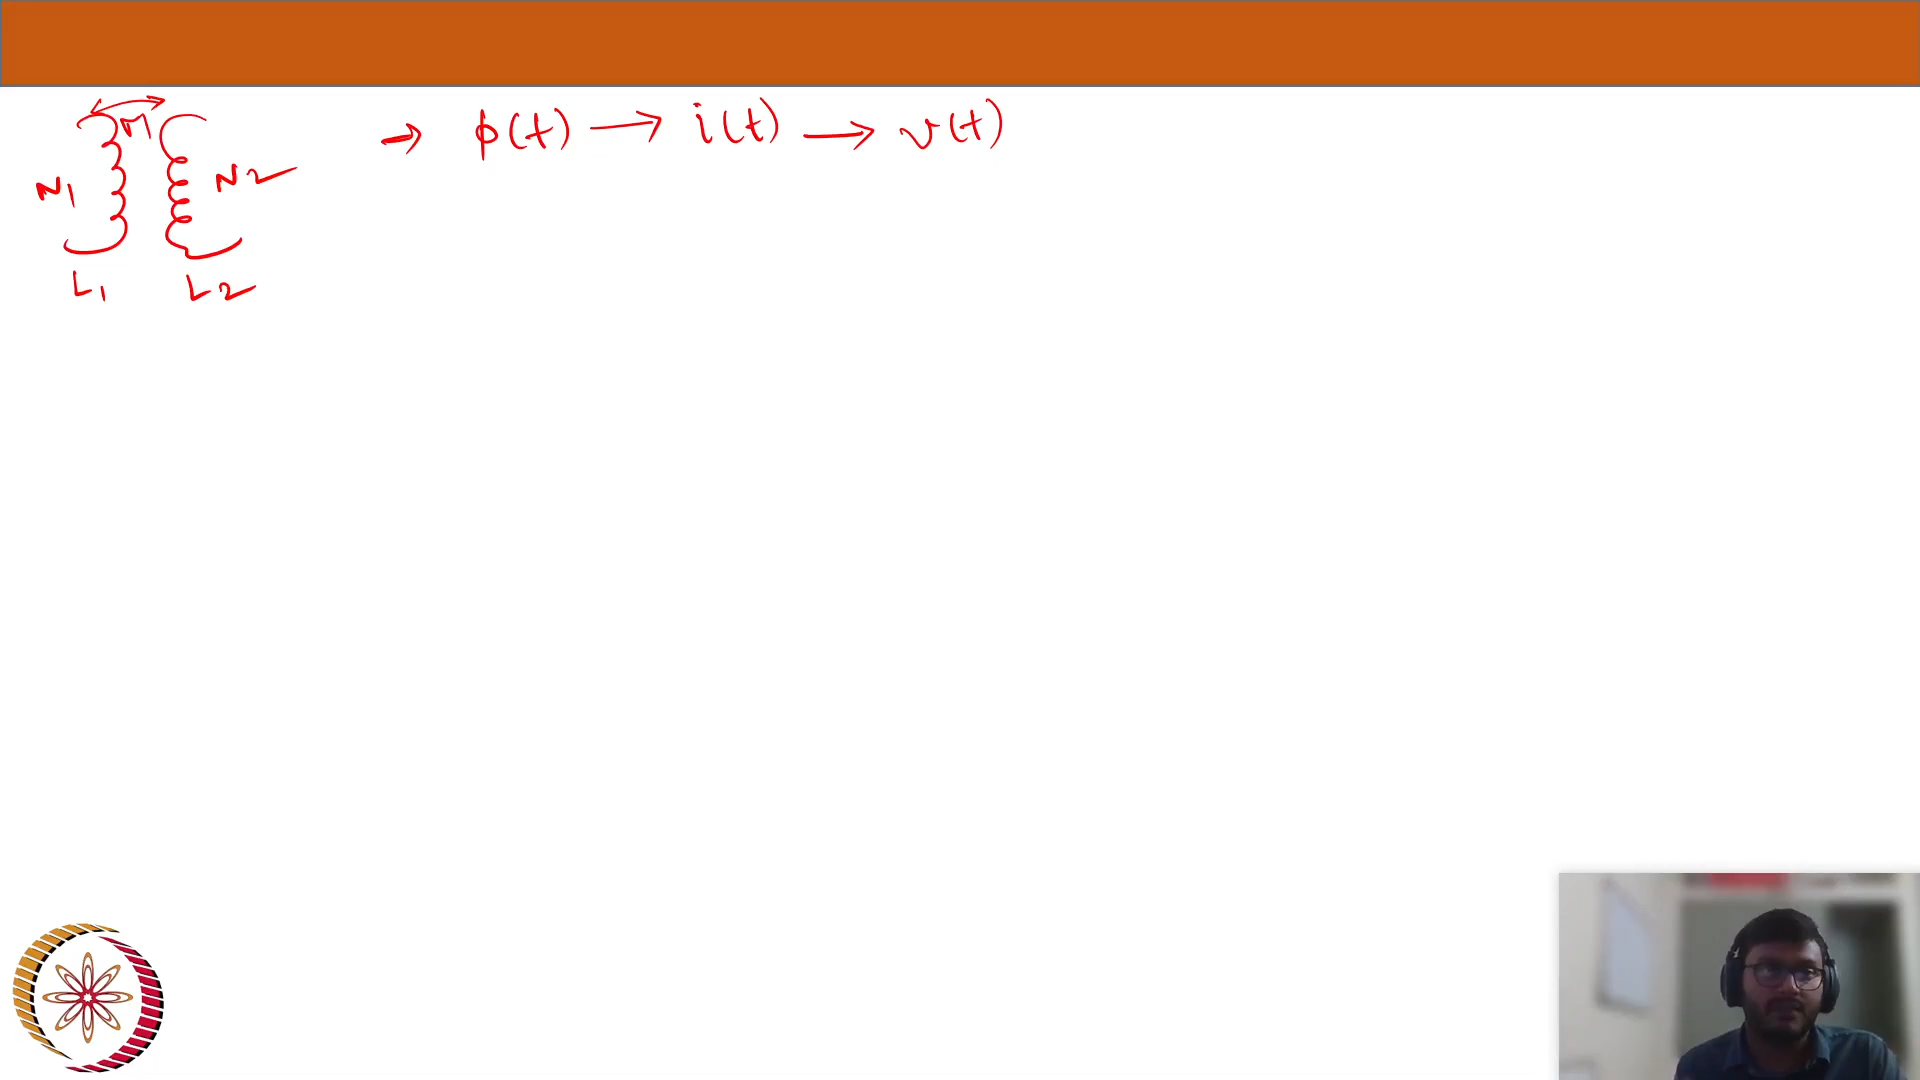 M
→ φ(t) → i(t) → v(t)
N1 N2
L1 L2